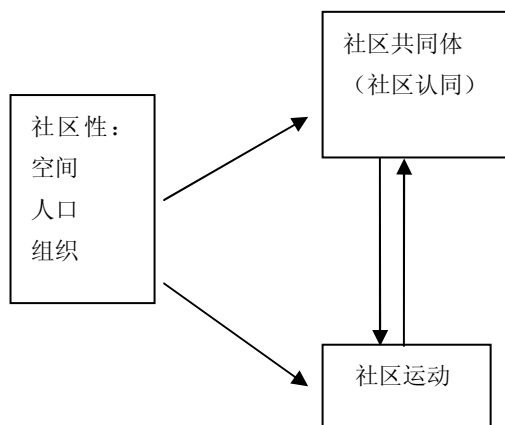 社区性：
空间
人口
组织
社区共同体
（社区认同）
社区运动